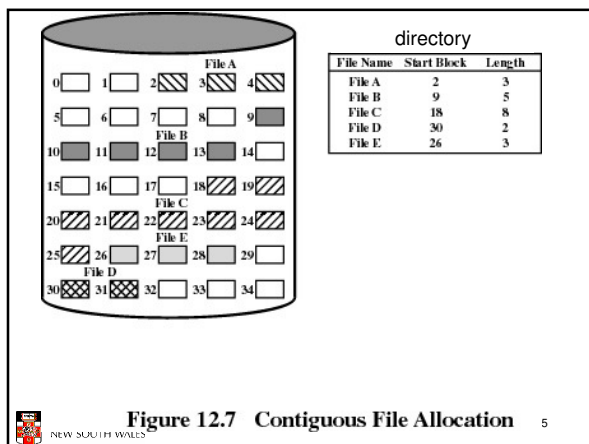 directory
File Name Start Block Length
File A 2 3
File B 9 5
File C 18 8
File D 30 2
File E 26 3
File A
0 1 2 3 4
5 6 7 8 9
File B
10 11 12 13 14
15 16 17 18 19
File C
20 21 22 23 24
File E
25 26 27 28 29
File D
30 31 32 33 34
Figure 12.7 Contiguous File Allocation
5
NEW SOUTH WALES